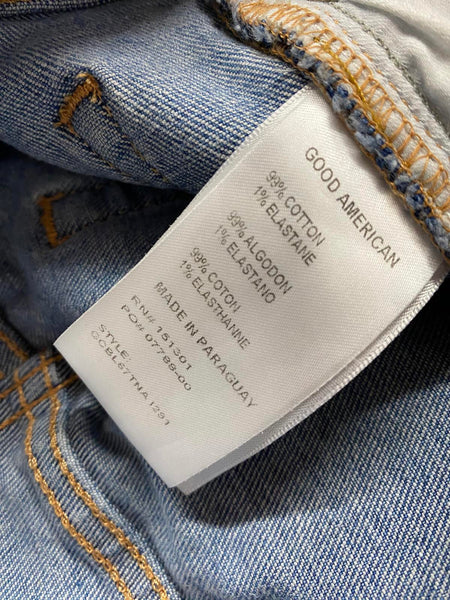 GOOD AMERICAN
99% COTTON
1% ELASTANE
99% ALGODON
1% ELASTANO
99% COTON
1% ELASTHANNE
MADE IN PARAGUAY
RN# 151301
PO# 07789-00
STYLE:
GCBL67TNA 1291